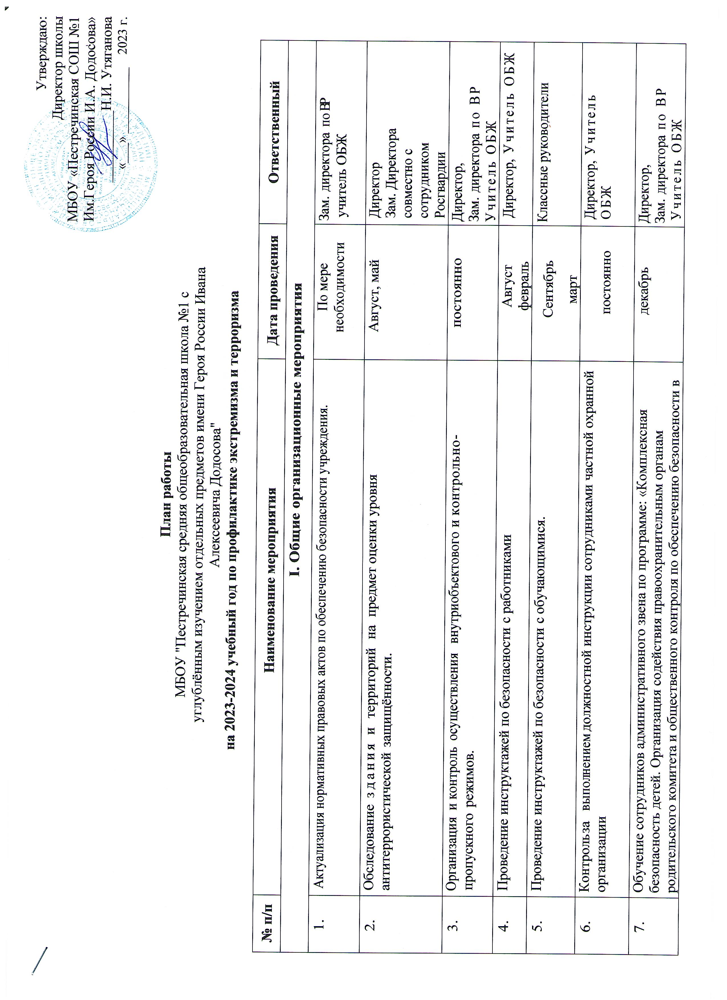 Утверждаю:
Директор школы
МБОУ «Пестречинская СОШ №1
Им.Героя России И.А. Додосова»
Н.И. Утяганова
«___» __________ 2023 г.
План работы
МБОУ "Пестречинская средняя общеобразовательная школа №1 с
углублённым изучением отдельных предметов имени Героя России Ивана
Алексеевича Додосова"
на 2023-2024 учебный год по профилактике экстремизма и терроризма
№ п/п Наименование мероприятия Дата проведения Ответственный
I. Общие организационные мероприятия
1. Актуализация нормативных правовых актов по обеспечению безопасности учреждения.
По мере
необходимости
Зам. директора по ВР
учитель ОБЖ
2. Обследование здания и территорий на предмет оценки уровня
антитеррористической защищённости.
Август, май
Директор
Зам. Директора
совместно с
сотрудником
Росгвардии
3. Организация и контроль осуществления внутриобъектового и контрольно-
пропускного режимов.
постоянно
Директор,
Зам. директора по ВР
Учитель ОБЖ
4. Проведение инструктажей по безопасности с работниками
Август
февраль
Директор, Учитель ОБЖ
5. Проведение инструктажей по безопасности с обучающимися.
Сентябрь
март
Классные руководители
6. Контрользa выполнением должностной инструкции сотрудниками частной охранной
организации
постоянно
Директор, Учитель
ОБЖ
7. Обучение сотрудников административного звена по программе: «Комплексная
безопасность детей. Организация содействия правоохранительным органам
родительского комитета и общественного контроля по обеспечению безопасности в
декабрь
Директор,
Зам. директора по ВР
Учитель ОБЖ